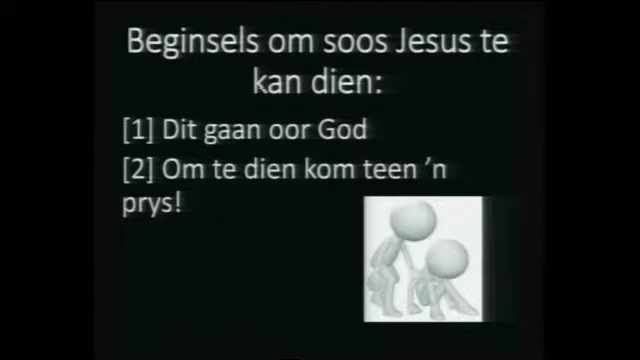 Beginsels om soos Jesus te
kan dien:
[1] Dit gaan oor God
[2] Om te dien kom teen ’n
prys!